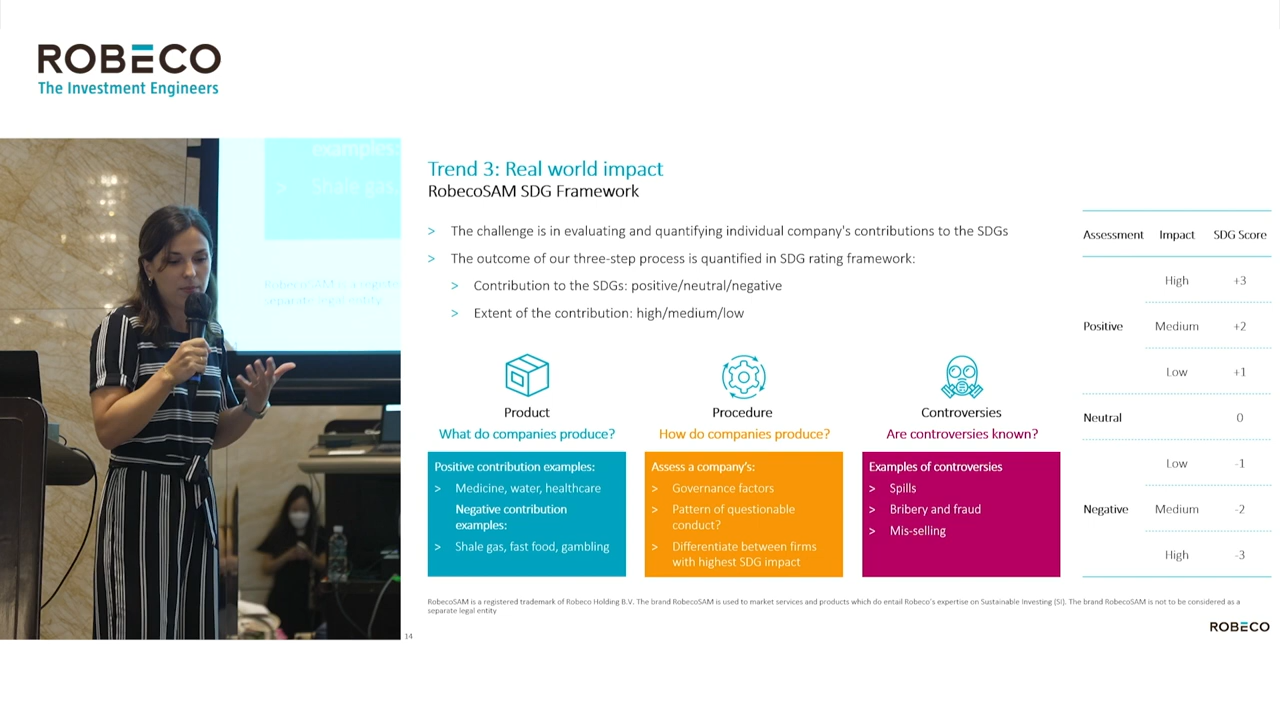 ROBECO
The Investment Engineers
examples:
> Shale gas,
separate legal entity
Trend 3: Real world impact
RobecoSAM SDG Framework
> The challenge is in evaluating and quantifying individual company's contributions to the SDGs
> The outcome of our three-step process is quantified in SDG rating framework:
> Contribution to the SDGs: positive/neutral/negative
> Extent of the contribution: high/medium/low
Product
What do companies produce?
Positive contribution examples:
> Medicine, water, healthcare
Negative contribution
examples:
> Shale gas, fast food, gambling
Procedure
How do companies produce?
Assess a company's:
> Governance factors
> Pattern of questionable
conduct?
> Differentiate between firms
with highest SDG impact
Controversies
Are controversies known?
Examples of controversies
> Spills
> Bribery and fraud
> Mis-selling
Assessment Impact SDG Score
High +3
Positive Medium +2
Low +1
Neutral 0
Low -1
Negative Medium -2
High -3
RobecoSAM is a registered trademark of Robeco Holding B.V. The brand RobecoSAM is used to market services and products which do entail Robeco's expertise on Sustainable Investing (SI). The brand RobecoSAM is not to be considered as a
separate legal entity
14
ROBECO